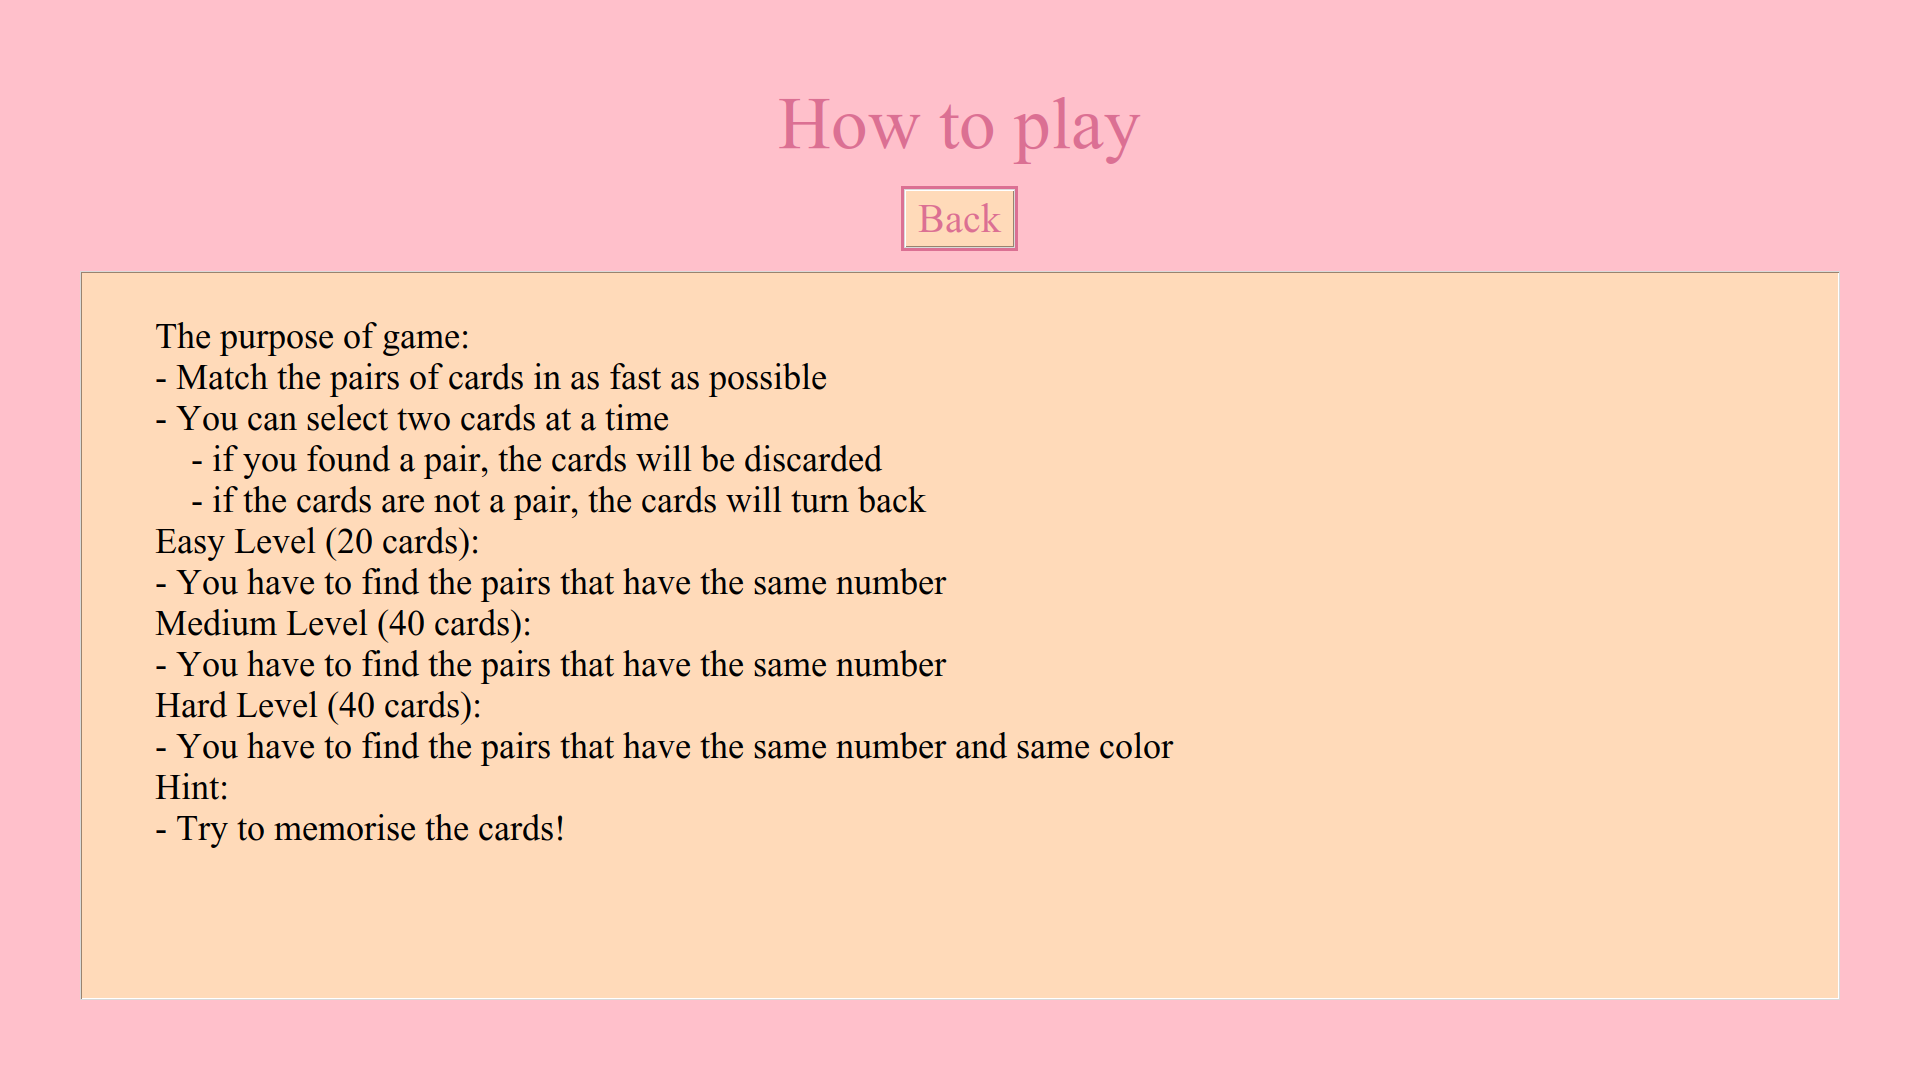 How to play
Back
The purpose of game:
- Match the pairs of cards in as fast as possible
- You can select two cards at a time
- if you found a pair, the cards will be discarded
- if the cards are not a pair, the cards will turn back
Easy Level (20 cards):
- You have to find the pairs that have the same number
Medium Level (40 cards):
- You have to find the pairs that have the same number
Hard Level (40 cards):
- You have to find the pairs that have the same number and same color
Hint:
- Try to memorise the cards!